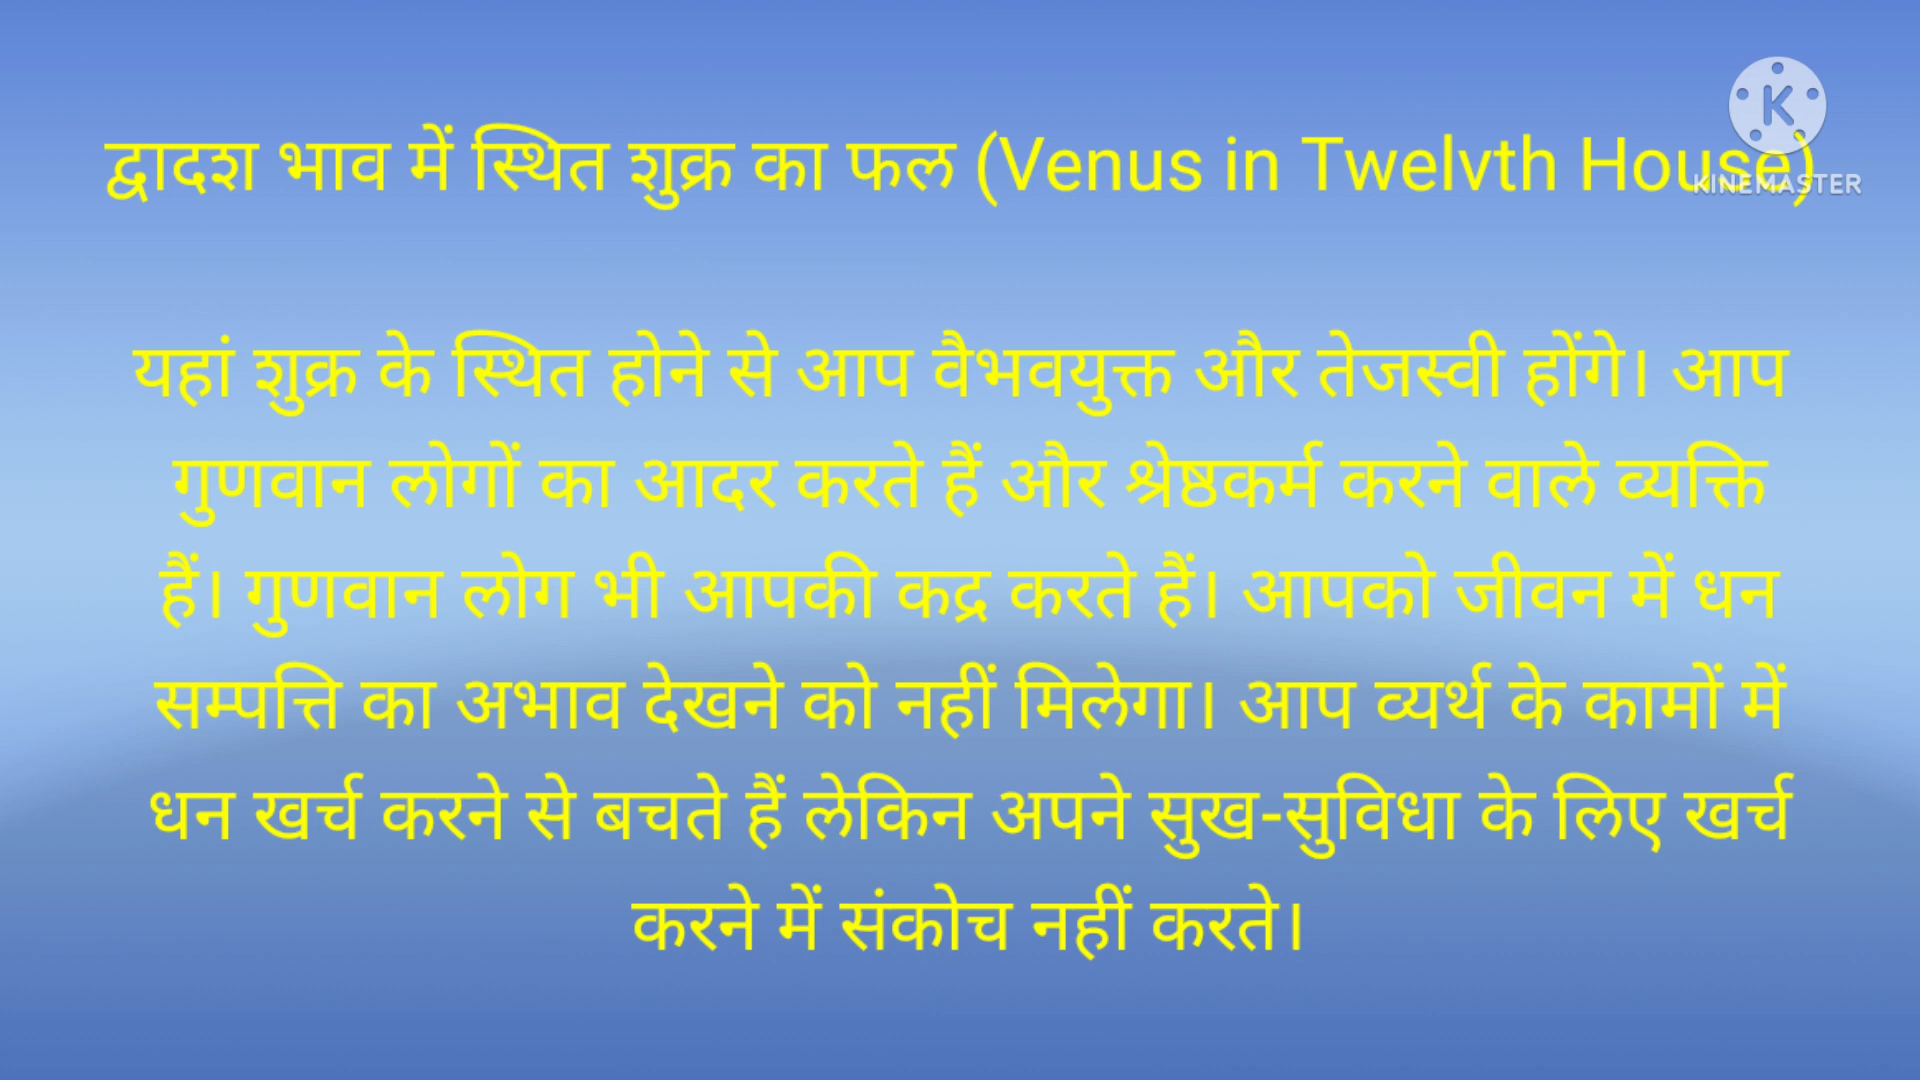 द्वादश भाव में स्थित शुक्र का फल (Venus in Twelvth House)
KINEMASTER
यहां शुक्र के स्थित होने से आप वैभवयुक्त और तेजस्वी होंगे। आप
गुणवान लोगों का आदर करते हैं और श्रेष्ठकर्म करने वाले व्यक्ति
हैं। गुणवान लोग भी आपकी कद्र करते हैं। आपको जीवन में धन
सम्पत्ति का अभाव देखने को नहीं मिलेगा। आप व्यर्थ के कामों में
धन खर्च करने से बचते हैं लेकिन अपने सुख-सुविधा के लिए खर्च
करने में संकोच नहीं करते।